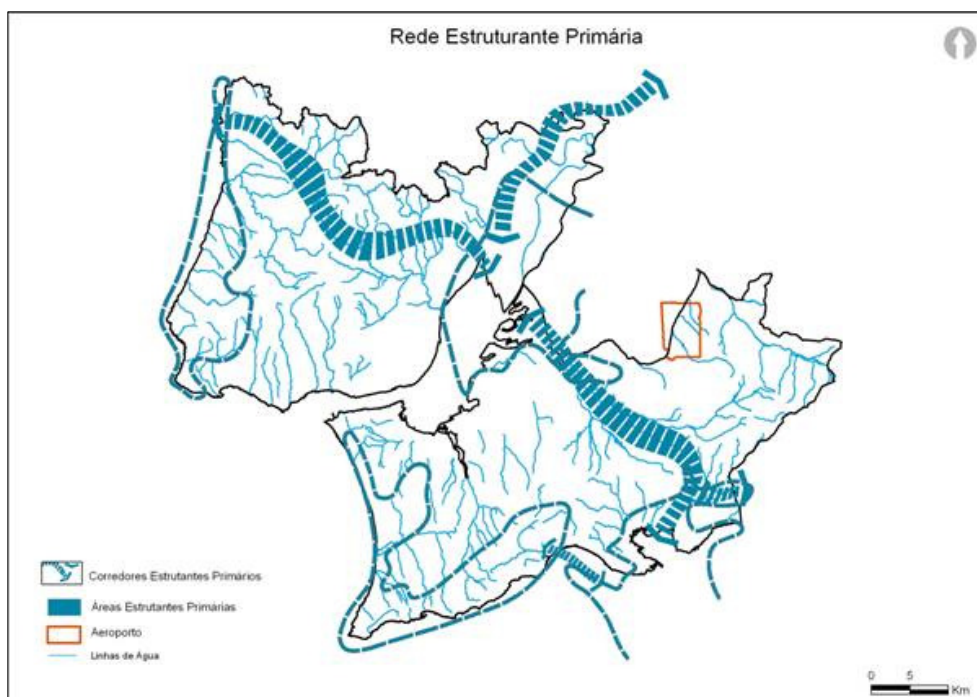 Rede Estruturante Primária
Corredores Estrutantes Primários
Áreas Estrutantes Primárias
Aeroporto
Linhas de Água
0 5
Km